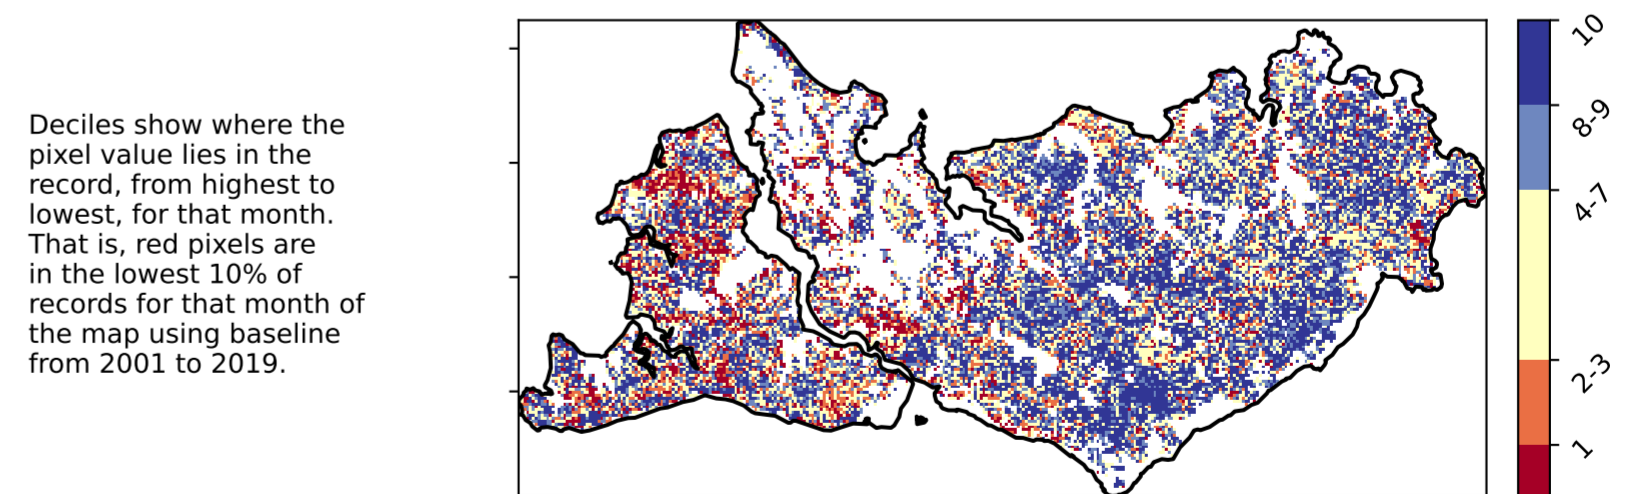 Deciles show where the
pixel value lies in the
record, from highest to
lowest, for that month.
That is, red pixels are
in the lowest 10% of
records for that month of
the map using baseline
from 2001 to 2019.
10
8-9
4-7
2-3
1